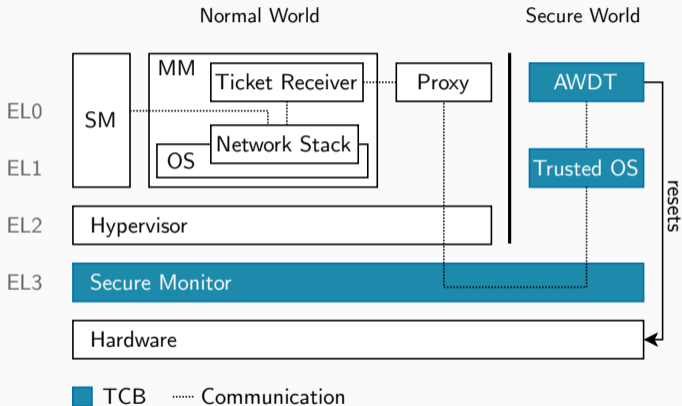 Normal World
Secure World
MM
Ticket Receiver
Proxy
AWDT
EL0
SM
Network Stack
OS
EL1
Trusted OS
resets
EL2
Hypervisor
EL3
Secure Monitor
Hardware
TCB
Communication